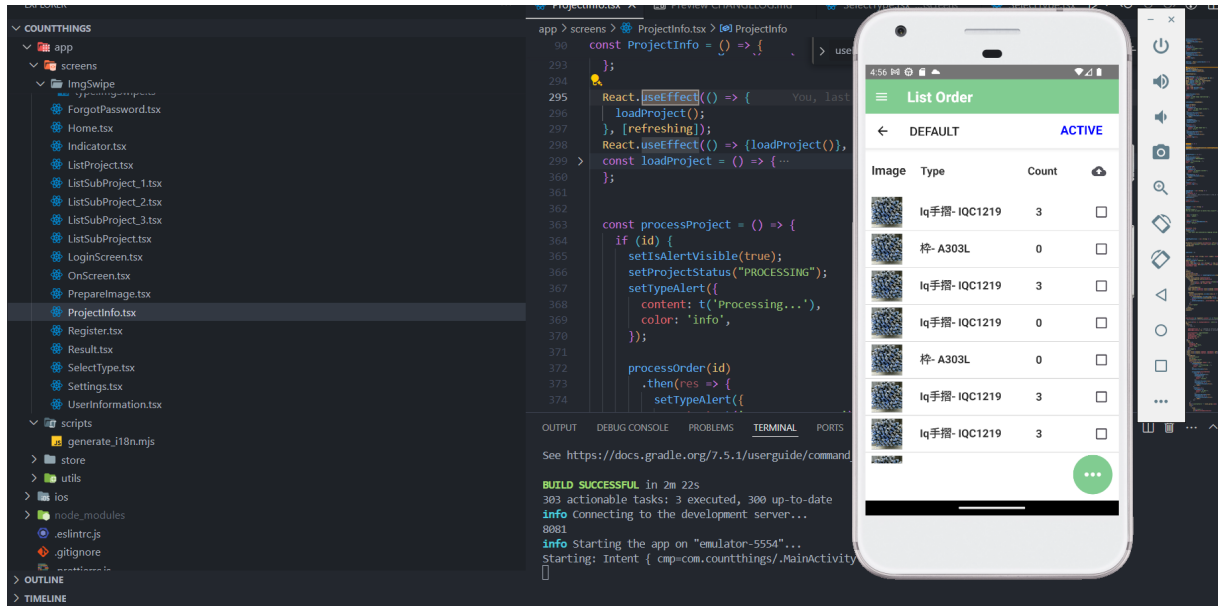 COUNTTHINGS
app
screens
ImgSwipe
ForgotPassword.tsx
Home.tsx
Indicator.tsx
ListProject.tsx
ListSubProject_1.tsx
ListSubProject_2.tsx
ListSubProject_3.tsx
ListSubProject.tsx
LoginScreen.tsx
OnScreen.tsx
PrepareImage.tsx
ProjectInfo.tsx
Register.tsx
Result.tsx
SelectType.tsx
Settings.tsx
UserInformation.tsx
scripts
JS generate_i18n.mjs
store
utils
ios
node_modules
.eslintrc.js
.gitignore
OUTLINE
TIMELINE
app > screens > ProjectInfo.tsx > ProjectInfo
90 const ProjectInfo = () => {
> use
293 };
294
295 React.useEffect(() => { You, last
296 loadProject();
297 }, [refreshing]);
298 React.useEffect(() => {loadProject()},
299 > const loadProject = () => {…
360 };
361
362
363 const processProject = () => {
364 if (id) {
365 setIsAlertVisible(true);
366 setProjectStatus("PROCESSING");
367 setTypeAlert({
368 content: t('Processing...'),
369 color: 'info',
370 });
371
372 processOrder(id)
373 .then(res => {
374 setTypeAlert({
OUTPUT DEBUG CONSOLE PROBLEMS TERMINAL PORTS
See https://docs.gradle.org/7.5.1/userguide/command_
BUILD SUCCESSFUL in 2m 22s
303 actionable tasks: 3 executed, 300 up-to-date
info Connecting to the development server...
8081
info Starting the app on "emulator-5554"...
Starting: Intent { cmp=com.countthings/.MainActivity
4:56
List Order
DEFAULT ACTIVE
Image Type Count
Iq手摺- IQC1219 3
枠- A303L 0
Iq手摺- IQC1219 3
Iq手摺- IQC1219 0
枠- A303L 0
Iq手摺- IQC1219 3
Iq手摺- IQC1219 3